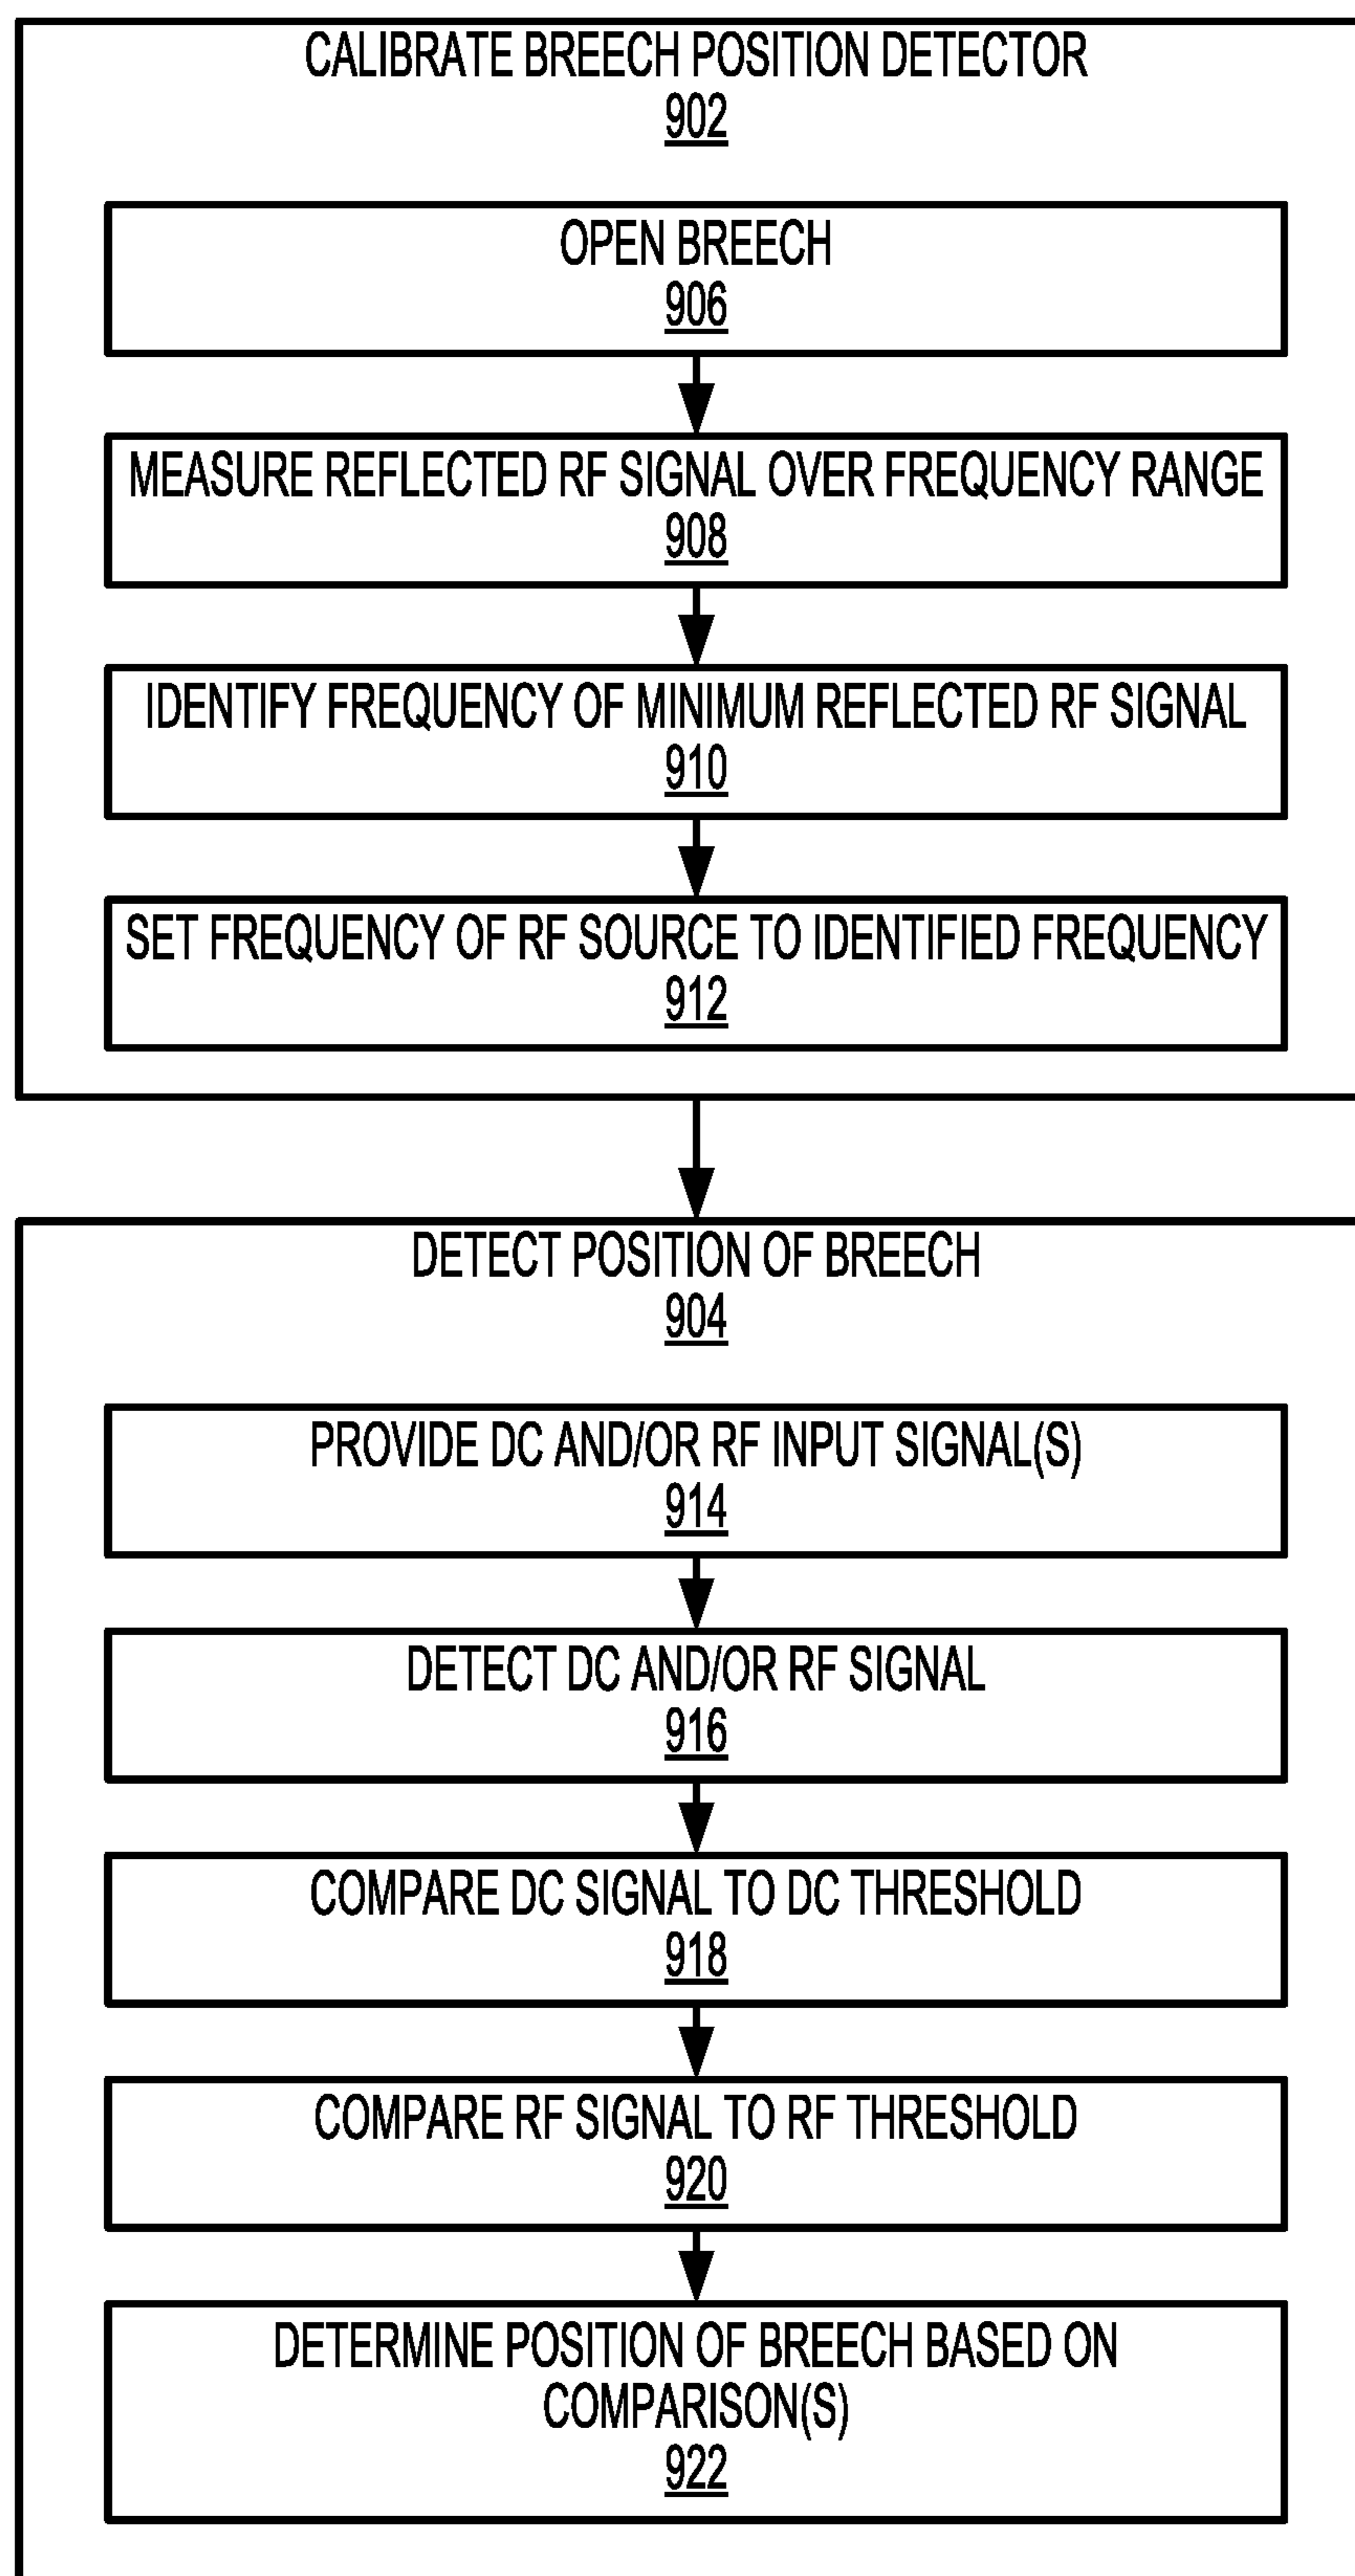 CALIBRATE BREECH POSITION DETECTOR
902
OPEN BREECH
906
MEASURE REFLECTED RF SIGNAL OVER FREQUENCY RANGE
908
IDENTIFY FREQUENCY OF MINIMUM REFLECTED RF SIGNAL
910
SET FREQUENCY OF RF SOURCE TO IDENTIFIED FREQUENCY
912
DETECT POSITION OF BREECH
904
PROVIDE DC AND/OR RF INPUT SIGNAL(S)
914
DETECT DC AND/OR RF SIGNAL
916
COMPARE DC SIGNAL TO DC THRESHOLD
918
COMPARE RF SIGNAL TO RF THRESHOLD
920
DETERMINE POSITION OF BREECH BASED ON
COMPARISON(S)
922